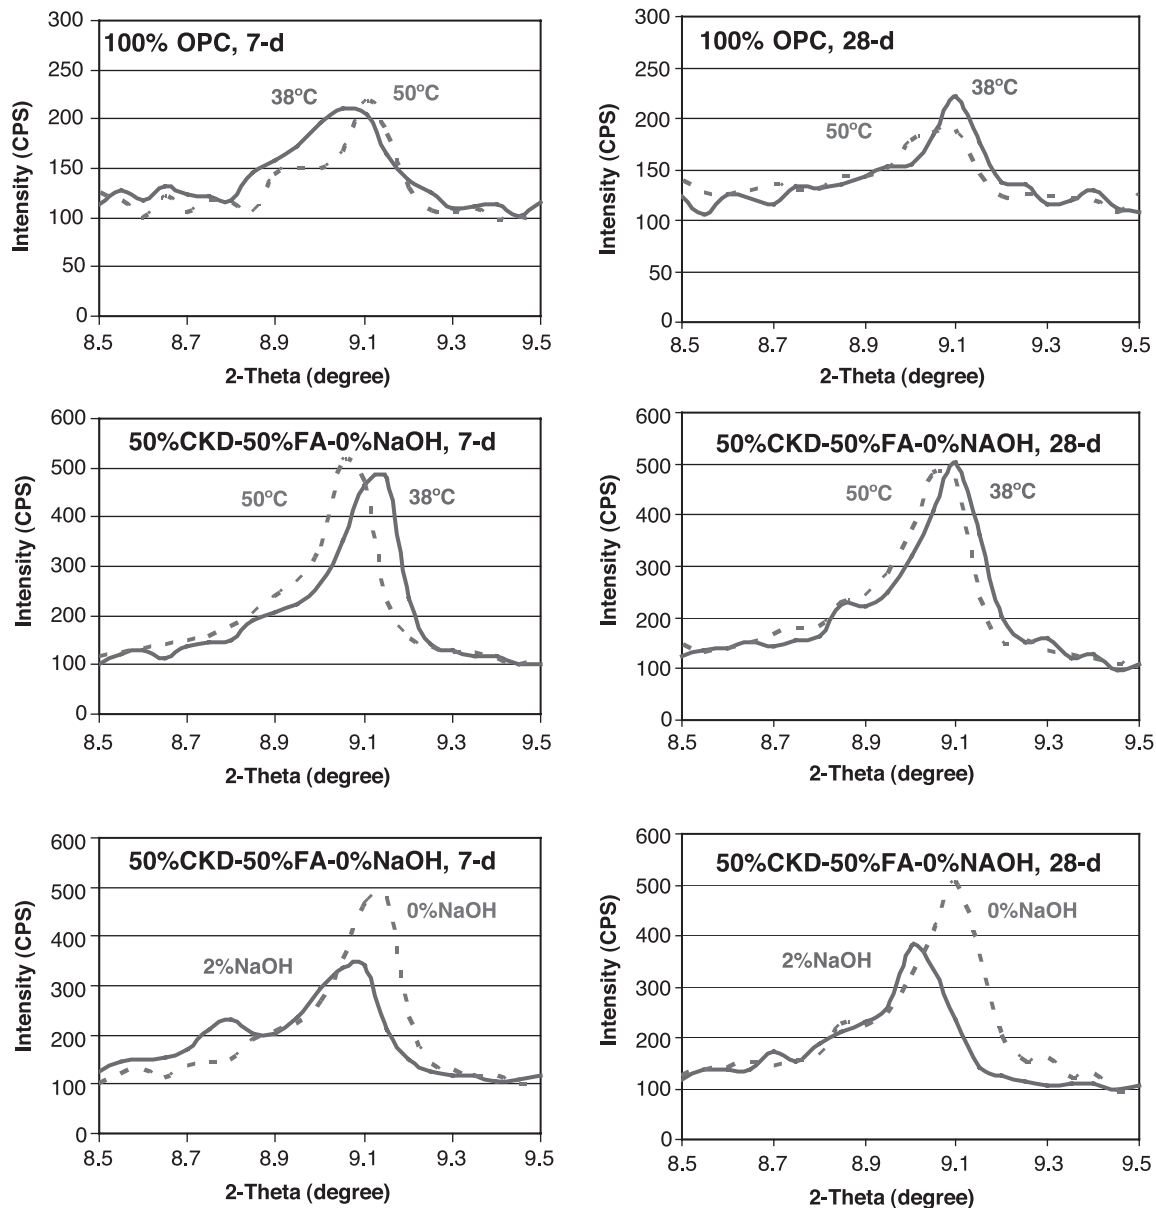 100% OPC, 7-d
300
250
200
150
100
50
0
Intensity (CPS)
38°C
50°C
8.5 8.7 8.9 9.1 9.3 9.5
2-Theta (degree)
100% OPC, 28-d
300
250
200
150
100
50
0
Intensity (CPS)
38°C
50°C
8.5 8.7 8.9 9.1 9.3 9.5
2-Theta (degree)
50%CKD-50%FA-0%NaOH, 7-d
600
500
400
300
200
100
0
Intensity (CPS)
50°C
38°C
8.5 8.7 8.9 9.1 9.3 9.5
2-Theta (degree)
50%CKD-50%FA-0%NAOH, 28-d
600
500
400
300
200
100
0
Intensity (CPS)
50°C
38°C
8.5 8.7 8.9 9.1 9.3 9.5
2-Theta (degree)
50%CKD-50%FA-0%NaOH, 7-d
600
500
400
300
200
100
0
Intensity (CPS)
0%NaOH
2%NaOH
8.5 8.7 8.9 9.1 9.3 9.5
2-Theta (degree)
50%CKD-50%FA-0%NAOH, 28-d
600
500
400
300
200
100
0
Intensity (CPS)
0%NaOH
2%NaOH
8.5 8.7 8.9 9.1 9.3 9.5
2-Theta (degree)